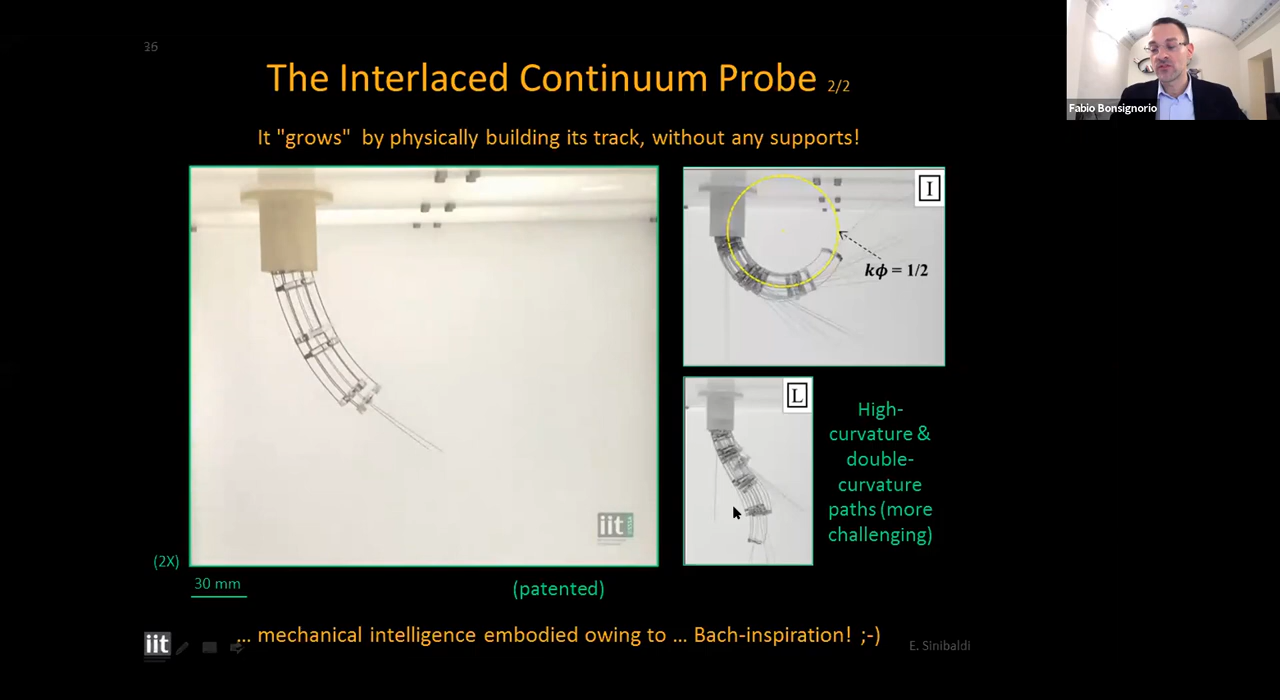 36
The Interlaced Continuum Probe 2/2
It "grows" by physically building its track, without any supports!
Fabio Bonsignorio
I
kϕ = 1/2
L
High-
curvature &
double-
curvature
paths (more
challenging)
iit
(2X)
30 mm
(patented)
iit
... mechanical intelligence embodied owing to ... Bach-inspiration! ;-)
E. Sinibaldi